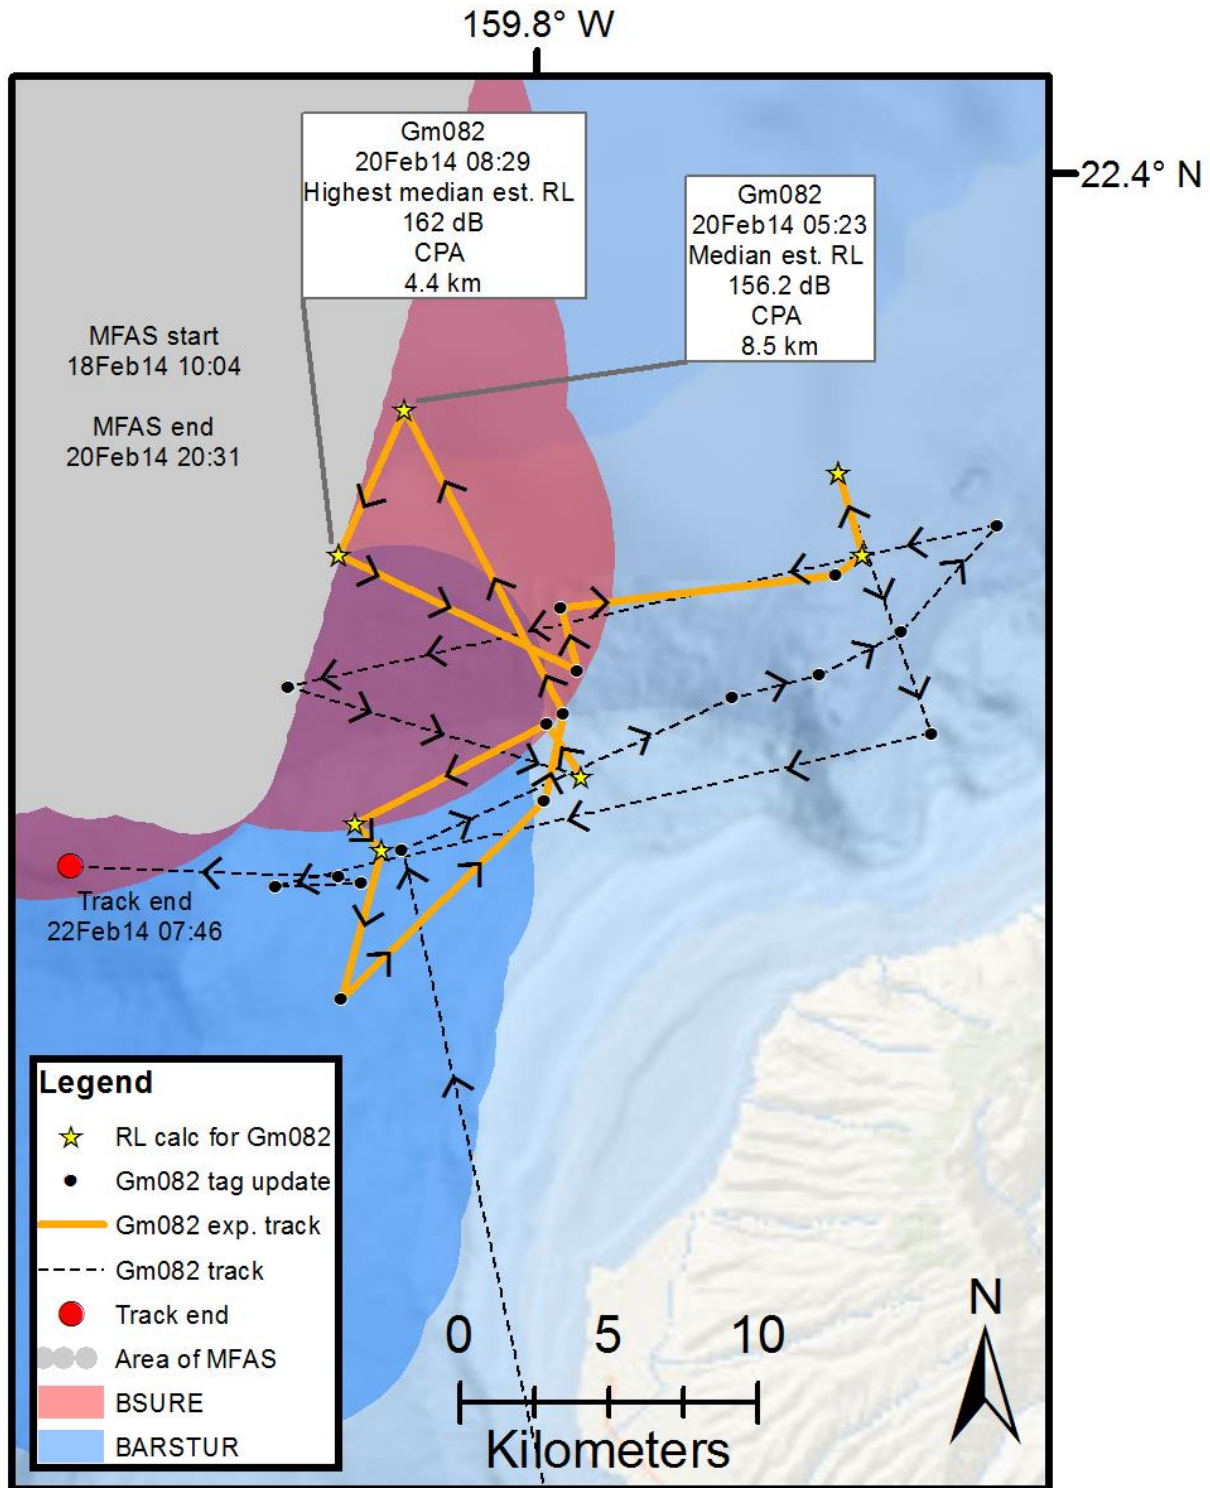 159.8° W
22.4° N
Gm082
20Feb14 08:29
Highest median est. RL
162 dB
CPA
4.4 km
Gm082
20Feb14 05:23
Median est. RL
156.2 dB
CPA
8.5 km
MFAS start
18Feb14 10:04
MFAS end
20Feb14 20:31
Track end
22Feb14 07:46
Legend
RL calc for Gm082
Gm082 tag update
Gm082 exp. track
Gm082 track
Track end
Area of MFAS
BSURE
BARSTUR
0 5 10
Kilometers
N